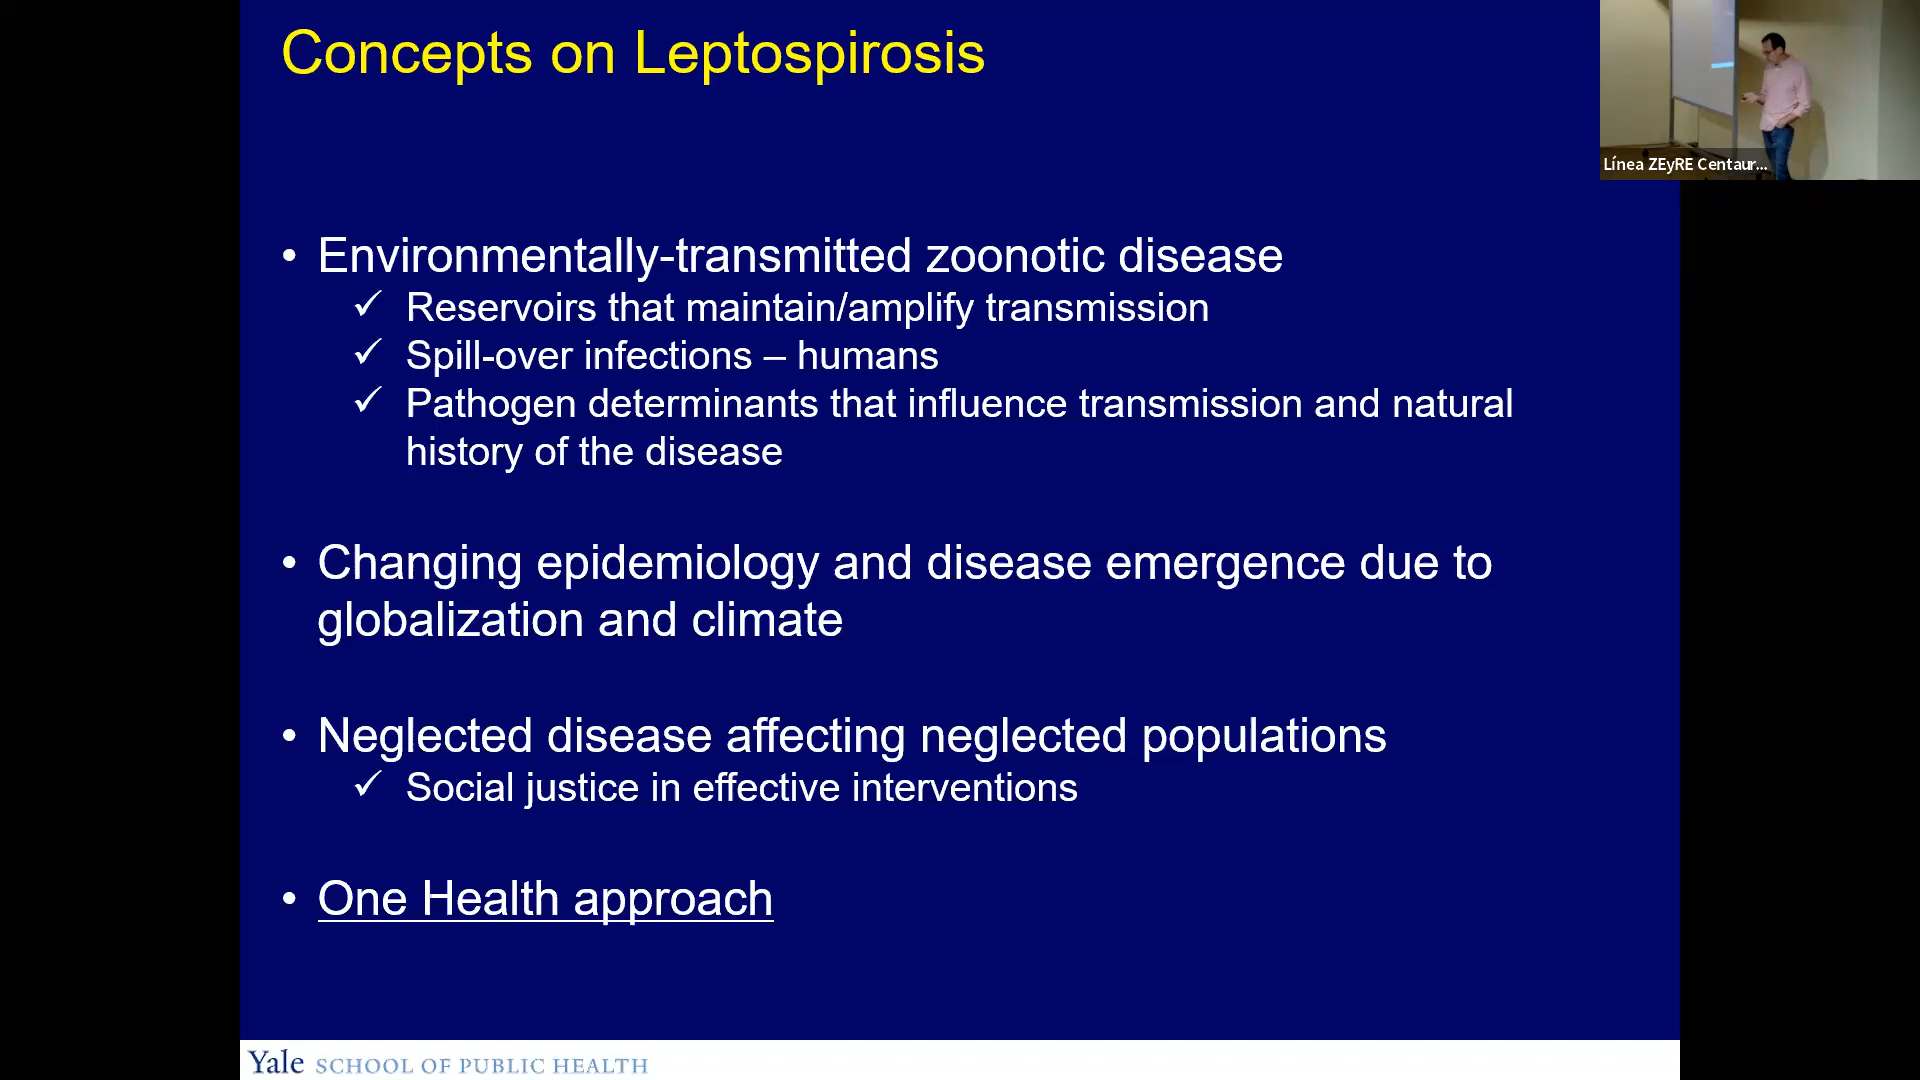 Concepts on Leptospirosis
Línea ZEyRE Centaur...
• Environmentally-transmitted zoonotic disease
✓ Reservoirs that maintain/amplify transmission
✓ Spill-over infections – humans
✓ Pathogen determinants that influence transmission and natural
history of the disease
• Changing epidemiology and disease emergence due to
globalization and climate
• Neglected disease affecting neglected populations
✓ Social justice in effective interventions
• One Health approach
Yale SCHOOL OF PUBLIC HEALTH